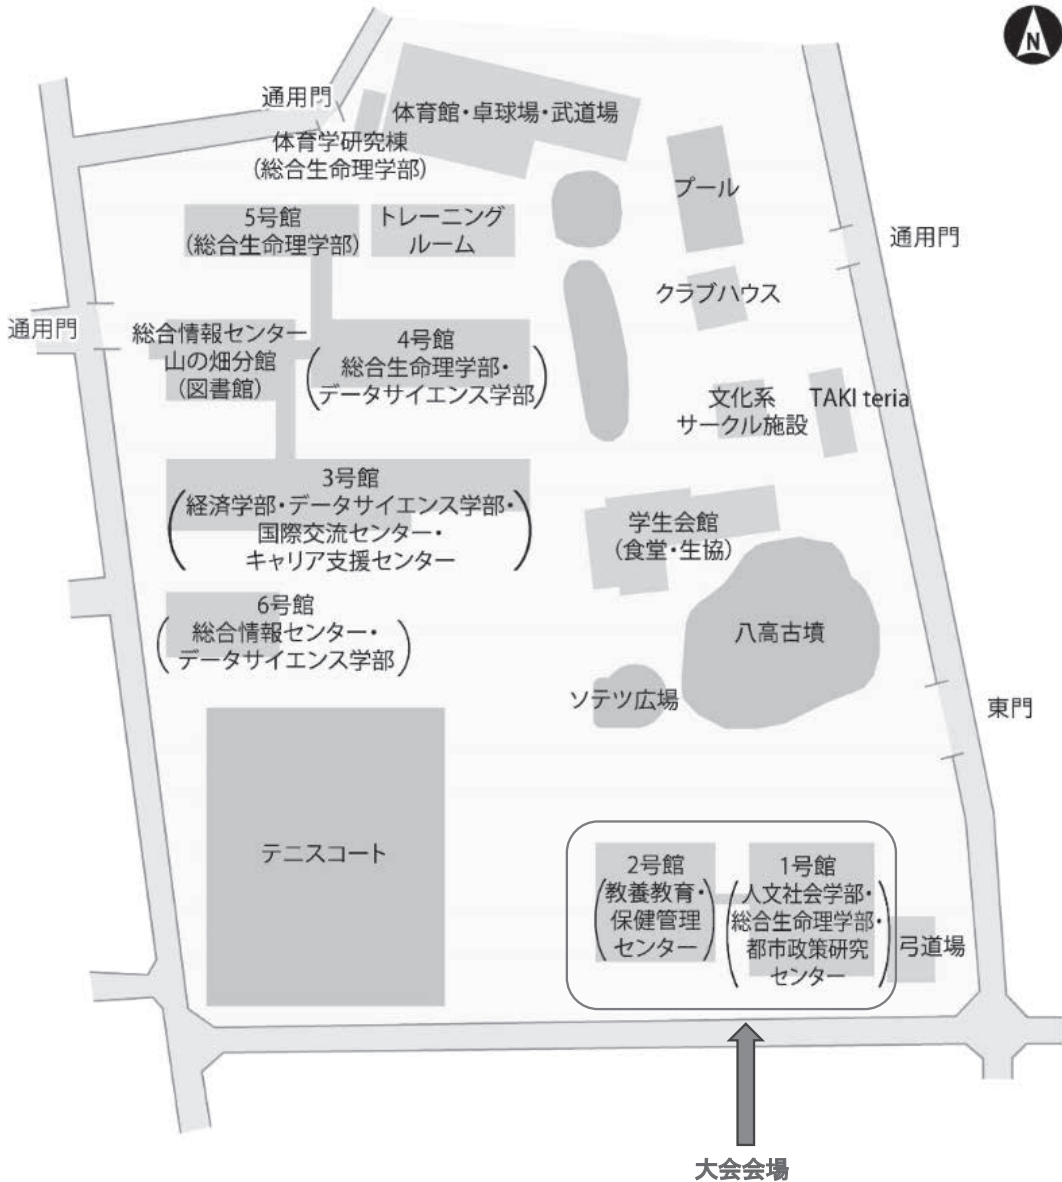 N
通用門
体育館・卓球場・武道場
体育学研究棟
(総合生命理学部)
プール
5号館
(総合生命理学部)
トレーニング
ルーム
通用門
クラブハウス
通用門
総合情報センター
山の畑分館
(図書館)
4号館
総合生命理学部・
データサイエンス学部
文化系
サークル施設
TAKI teria
3号館
経済学部・データサイエンス学部・
国際交流センター・
キャリア支援センター
学生会館
(食堂・生協)
6号館
総合情報センター・
データサイエンス学部
八高古墳
ソテツ広場
東門
テニスコート
2号館
教養教育・
保健管理
センター
1号館
人文社会学部・
総合生命理学部・
都市政策研究
センター
弓道場
大会会場